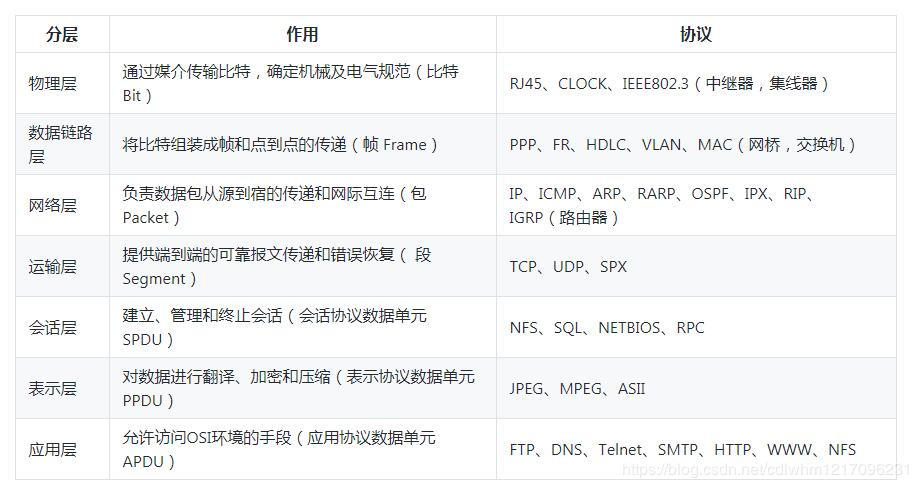 分层 作用 协议
物理层
通过媒介传输比特，确定机械及电气规范（比特
Bit）
RJ45、CLOCK、IEEE802.3（中继器，集线器）
数据链路
层
将比特组装成帧和点到点的传递（帧 Frame）
PPP、FR、HDLC、VLAN、MAC（网桥，交换机）
网络层
负责数据包从源到宿的传递和网际互连（包
Packet）
IP、ICMP、ARP、RARP、OSPF、IPX、RIP、
IGRP（路由器）
运输层
提供端到端的可靠报文传递和错误恢复（ 段
Segment）
TCP、UDP、SPX
会话层
建立、管理和终止会话（会话协议数据单元
SPDU）
NFS、SQL、NETBIOS、RPC
表示层
对数据进行翻译、加密和压缩（表示协议数据单元
PPDU）
JPEG、MPEG、ASII
应用层
允许访问OSI环境的手段（应用协议数据单元
APDU）
FTP、DNS、Telnet、SMTP、HTTP、WWW、NFS
https://blog.csdn.net/cdlwhm1217096231